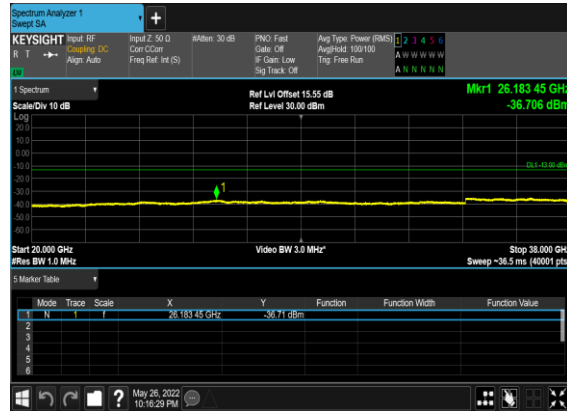 Spectrum Analyzer 1
Swept SA
+
KEYSIGHT Input: RF Input Z: 50 Ω #Atten: 30 dB PNO: Fast Avg Type: Power (RMS) 1 2 3 4 5 6
R T Coupling: DC Corr CCorr Gate: Off Avg|Hold: 100/100
Align: Auto Freq Ref: Int (S) IF Gain: Low Trig: Free Run A W W W W W
Sig Track: Off A N N N N N
1 Spectrum Ref Lvl Offset 15.55 dB Mkr1 26.183 45 GHz
Scale/Div 10 dB Ref Level 30.00 dBm -36.706 dBm
Log
20.0
10.0
0.00
-10.0 DL1 -13.00 dBm
-20.0
-30.0 1
-40.0
-50.0
-60.0
Start 20.000 GHz Video BW 3.0 MHz* Stop 38.000 GHz
#Res BW 1.0 MHz Sweep ~36.5 ms (40001 pts)
5 Marker Table
Mode Trace Scale X Y Function Function Width Function Value
1 N 1 f 26.183 45 GHz -36.71 dBm
2
3
4
5
6
? May 26, 2022
10:16:29 PM